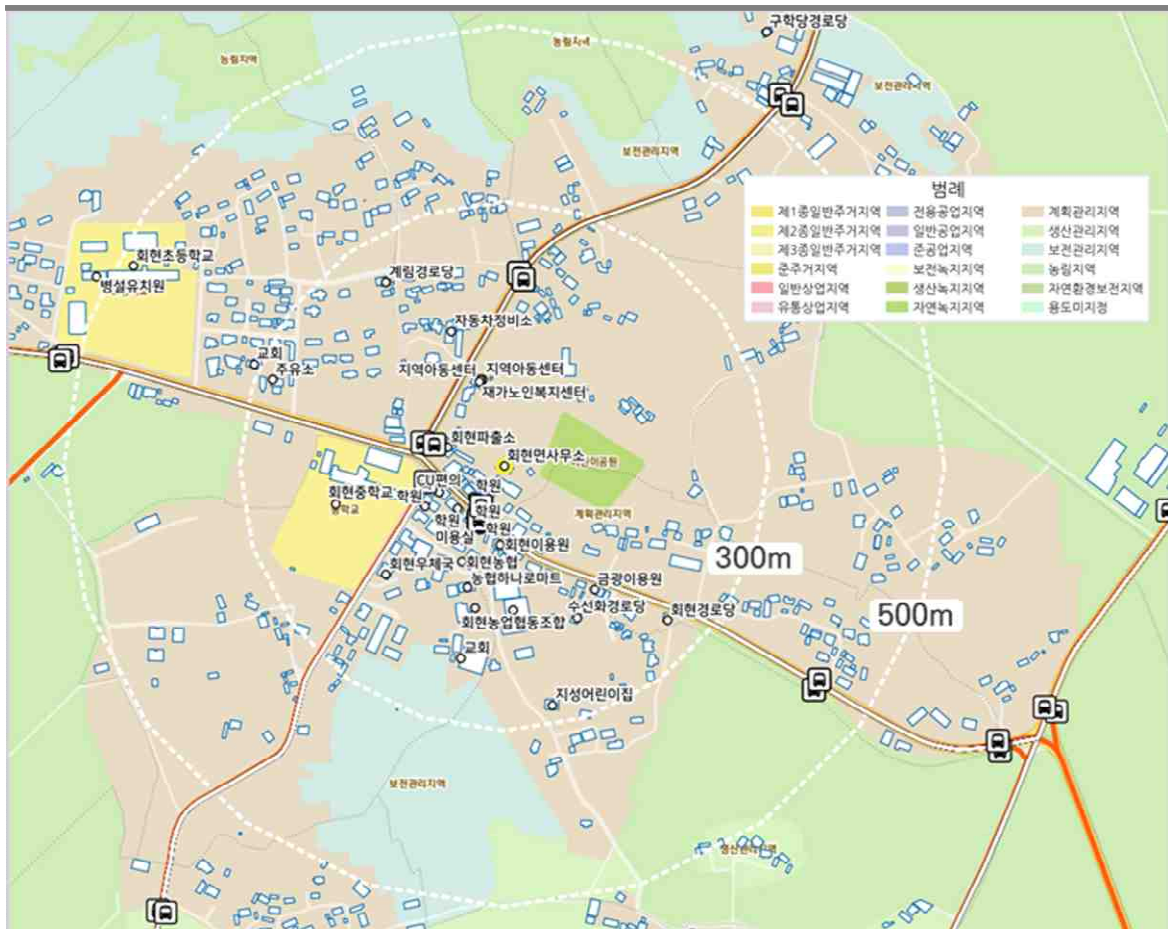 구학당경로당
농림지역
농림지역
보전관리지역
보전관리지역
범례
제1종일반주거지역
전용공업지역
계획관리지역
제2종일반주거지역
일반공업지역
생산관리지역
제3종일반주거지역
준공업지역
보전관리지역
준주거지역
보전녹지지역
농림지역
일반상업지역
생산녹지지역
자연환경보전지역
유통상업지역
자연녹지지역
용도미지정
회현초등학교
병설유치원
계림경로당
자동차정비소
교회
주유소
지역아동센터
지역아동센터
재가노인복지센터
회현파출소
회현면사무소
CU편의
학원
회현중학교
중학교
학원
학원
학원
학원
미용실
계획관리지역
회현이용원
회현우체국
회현농협
농협하나로마트
금광이용원
수선화경로당
회현경로당
회현농업협동조합
교회
지성어린이집
300m
500m
보전관리지역
생산관리지역